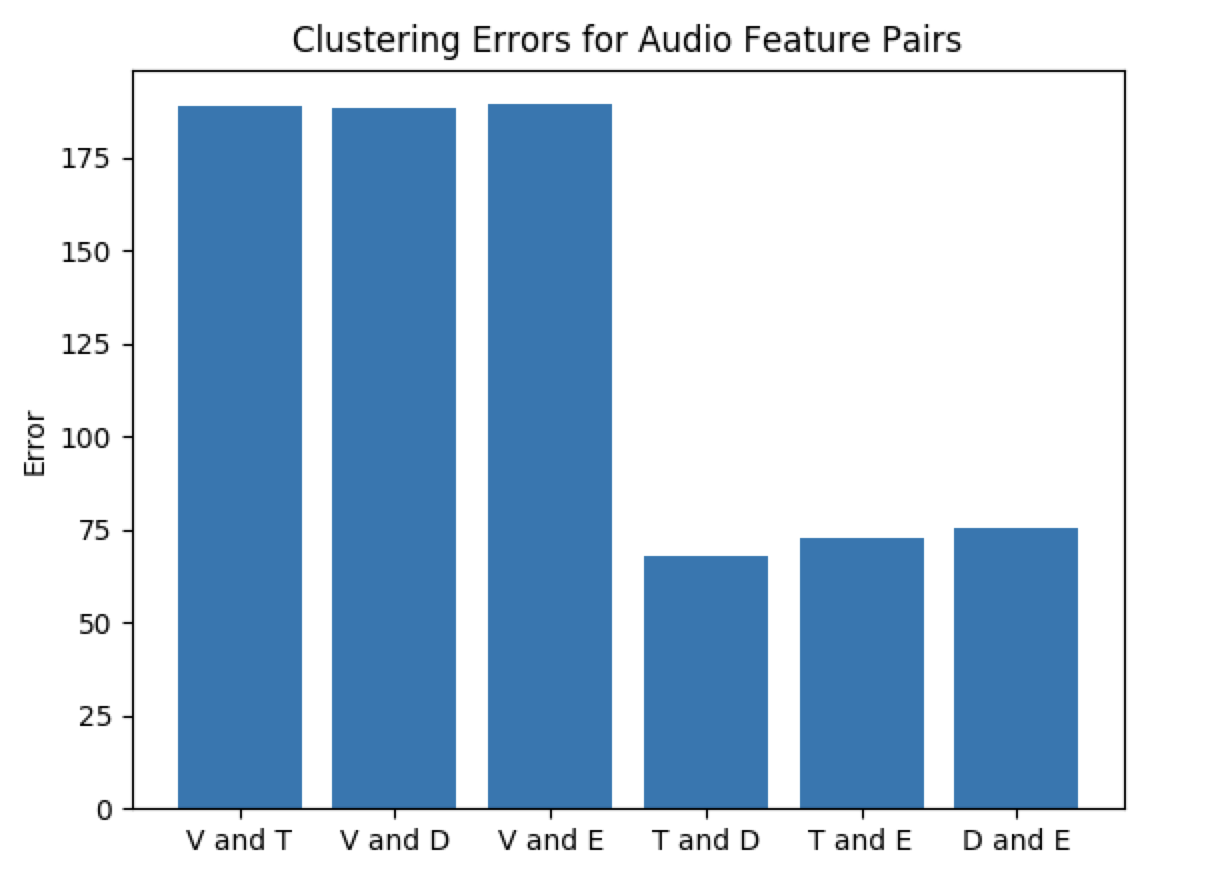 Clustering Errors for Audio Feature Pairs
175
150
125
100
75
50
25
0
Error
V and T
V and D
V and E
T and D
T and E
D and E